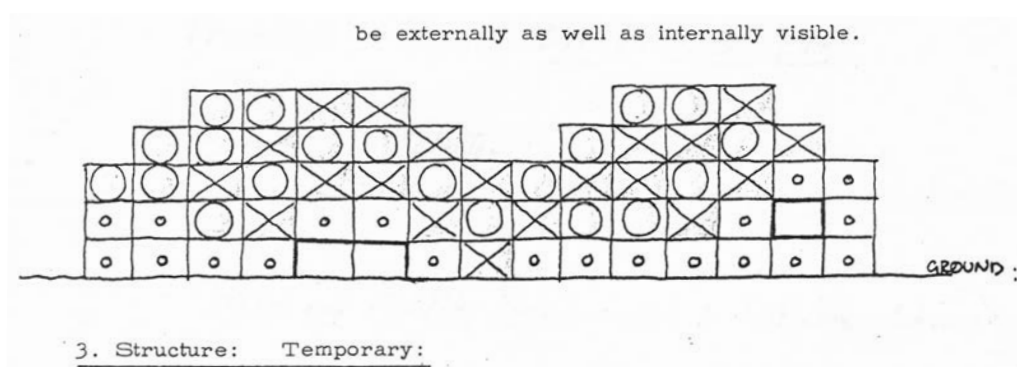 be externally as well as internally visible.
GROUND :
3. Structure: Temporary: